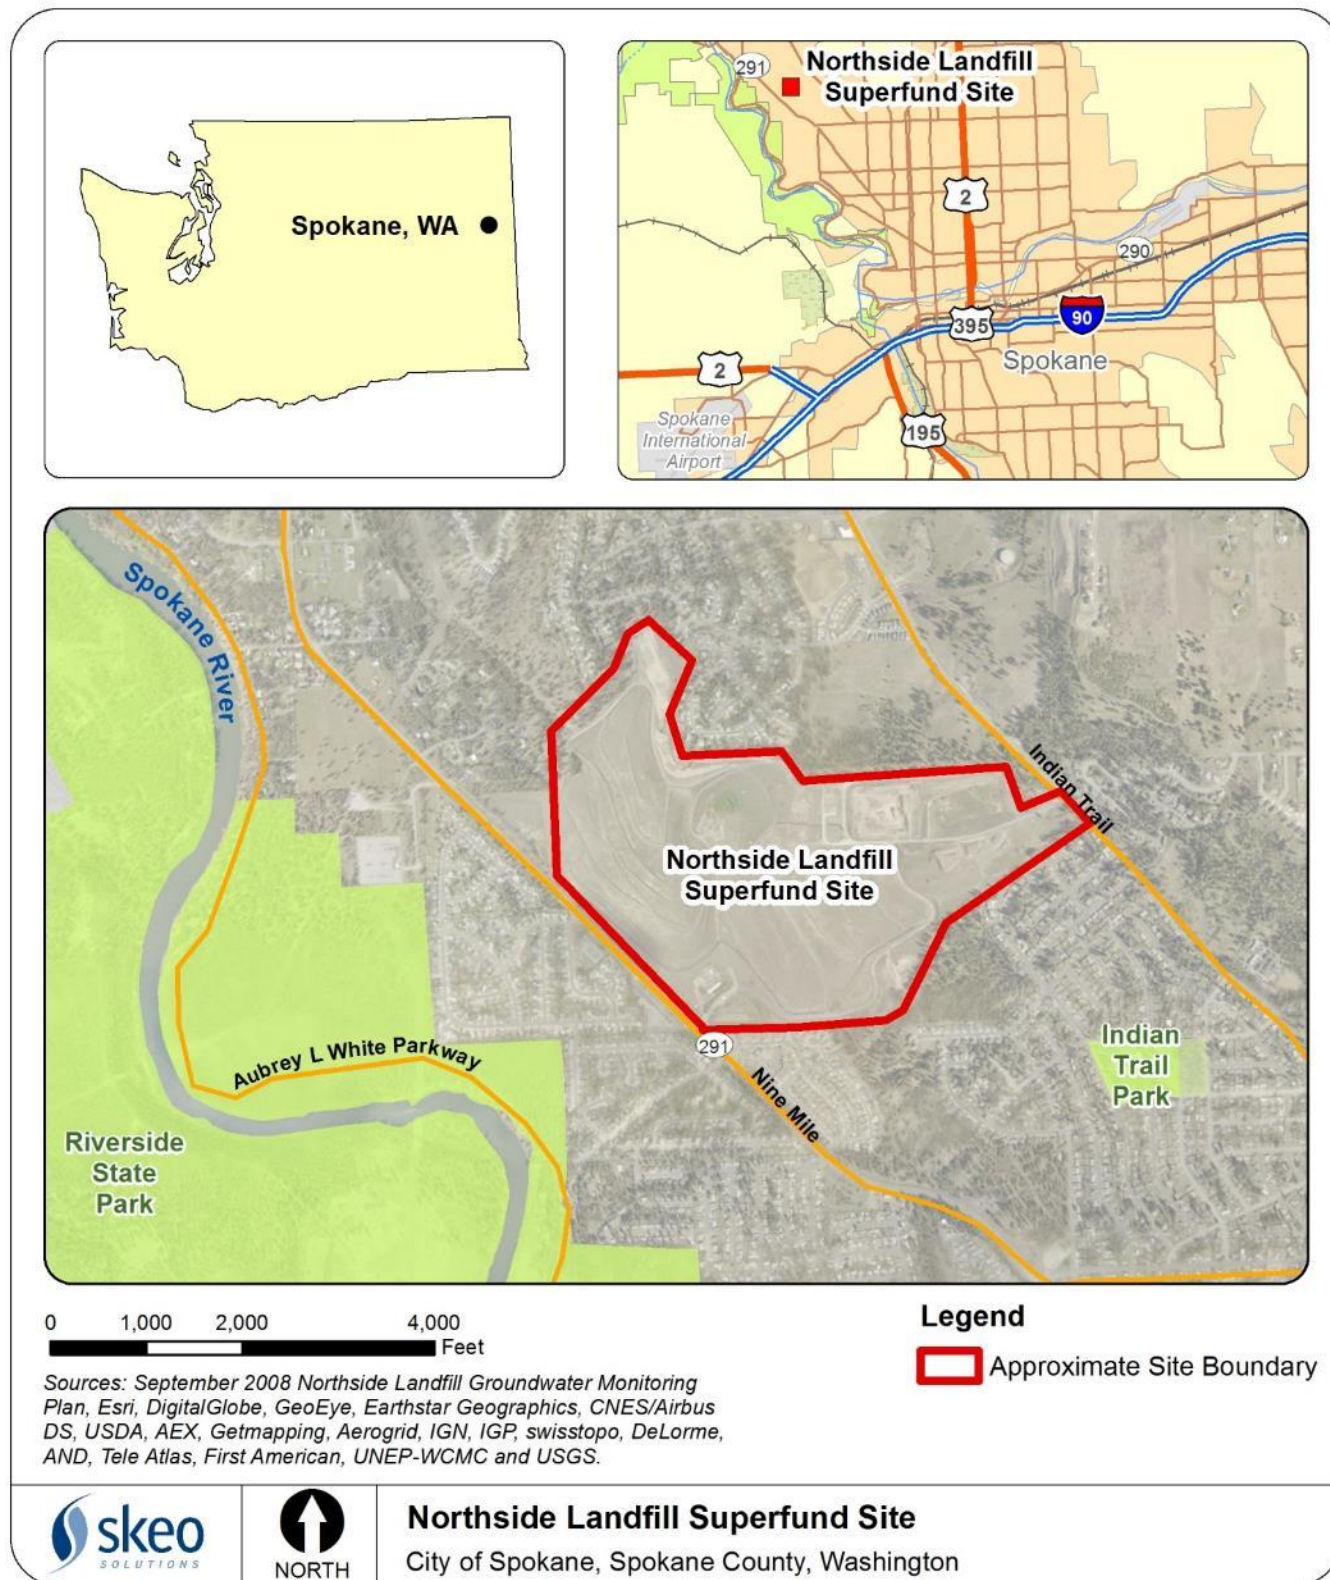 Spokane, WA
291
Northside Landfill
Superfund Site
2
290
395
90
Spokane
2
Spokane
International
Airport
195
Spokane River
Indian Trail
Northside Landfill
Superfund Site
291
Nine Mile
Aubrey L White Parkway
Indian
Trail
Park
Riverside
State
Park
0 1,000 2,000 4,000
Feet
Legend
Approximate Site Boundary
Sources: September 2008 Northside Landfill Groundwater Monitoring
Plan, Esri, DigitalGlobe, GeoEye, Earthstar Geographics, CNES/Airbus
DS, USDA, AEX, Getmapping, Aerogrid, IGN, IGP, swisstopo, DeLorme,
AND, Tele Atlas, First American, UNEP-WCMC and USGS.
skeo
SOLUTIONS
NORTH
Northside Landfill Superfund Site
City of Spokane, Spokane County, Washington